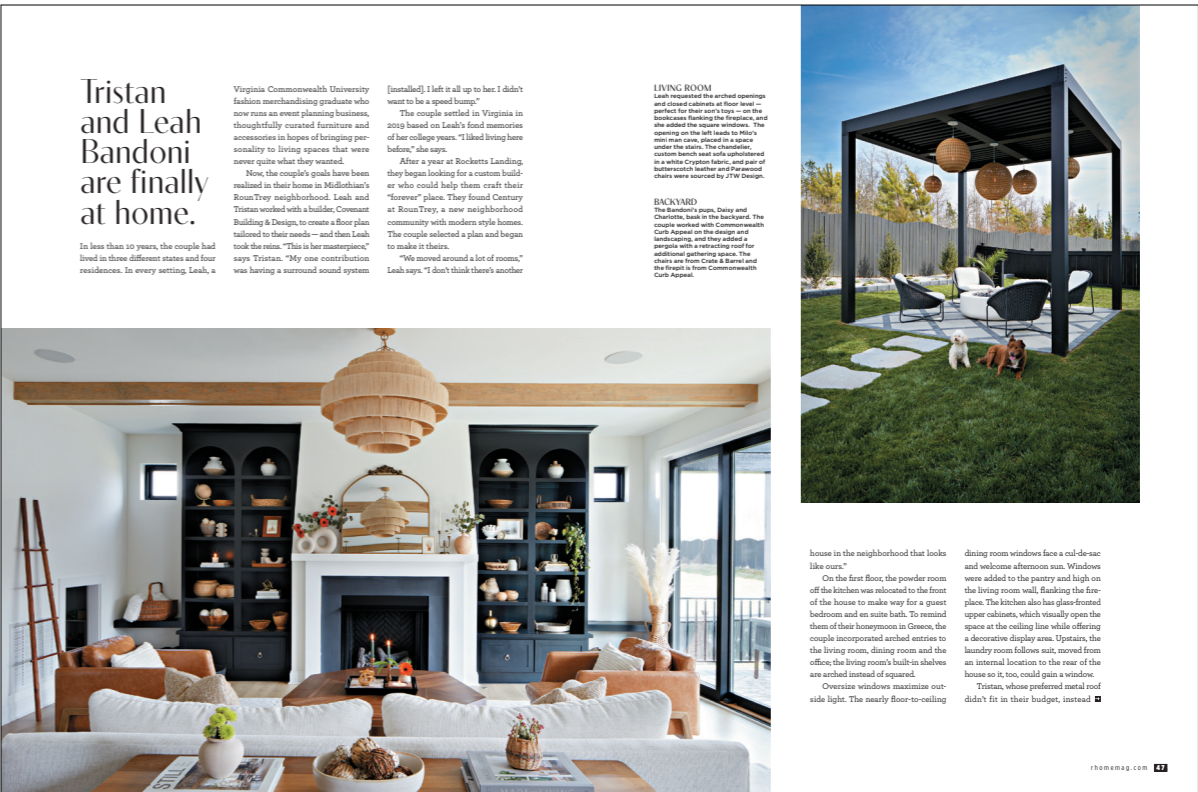 Tristan
and Leah
Bandoni
are finally
at home.
In less than 10 years, the couple had
lived in three different states and four
residences. In every setting, Leah, a
Virginia Commonwealth University
fashion merchandising graduate who
now runs an event planning business,
thoughtfully curated furniture and
accessories in hopes of bringing per-
sonality to living spaces that were
never quite what they wanted.
Now, the couple's goals have been
realized in their home in Midlothian's
RounTrey neighborhood. Leah and
Tristan worked with a builder, Covenant
Building & Design, to create a floor plan
tailored to their needs — and then Leah
took the reins. "This is her masterpiece,"
says Tristan. "My one contribution
was having a surround sound system
[installed]. I left it all up to her. I didn't
want to be a speed bump."
The couple settled in Virginia in
2019 based on Leah's fond memories
of her college years. "I liked living here
before," she says.
After a year at Rocketts Landing,
they began looking for a custom build-
er who could help them craft their
"forever" place. They found Century
at RounTrey, a new neighborhood
community with modern style homes.
The couple selected a plan and began
to make it theirs.
"We moved around a lot of rooms,"
Leah says. "I don't think there's another
LIVING ROOM
Leah requested the arched openings
and closed cabinets at floor level —
perfect for their son's toys — on the
bookcases flanking the fireplace, and
she added the square windows. The
opening on the left leads to Milo's
mini man cave, placed in a space
under the stairs. The chandelier,
custom bench seat sofa upholstered
in a white Crypton fabric, and pair of
butterscotch leather and Parawood
chairs were sourced by JTW Design.
BACKYARD
The Bandoni's pups, Daisy and
Charlotte, bask in the backyard. The
couple worked with Commonwealth
Curb Appeal on the design and
landscaping, and they added a
pergola with a retracting roof for
additional gathering space. The
chairs are from Crate & Barrel and
the firepit is from Commonwealth
Curb Appeal.
house in the neighborhood that looks
like ours."
On the first floor, the powder room
off the kitchen was relocated to the front
of the house to make way for a guest
bedroom and en suite bath. To remind
them of their honeymoon in Greece, the
couple incorporated arched entries to
the living room, dining room and the
office; the living room's built-in shelves
are arched instead of squared.
Oversize windows maximize out-
side light. The nearly floor-to-ceiling
dining room windows face a cul-de-sac
and welcome afternoon sun. Windows
were added to the pantry and high on
the living room wall, flanking the fire-
place. The kitchen also has glass-fronted
upper cabinets, which visually open the
space at the ceiling line while offering
a decorative display area. Upstairs, the
laundry room follows suit, moved from
an internal location to the rear of the
house so it, too, could gain a window.
Tristan, whose preferred metal roof
didn't fit in their budget, instead
STILL
rhomemag.com 47